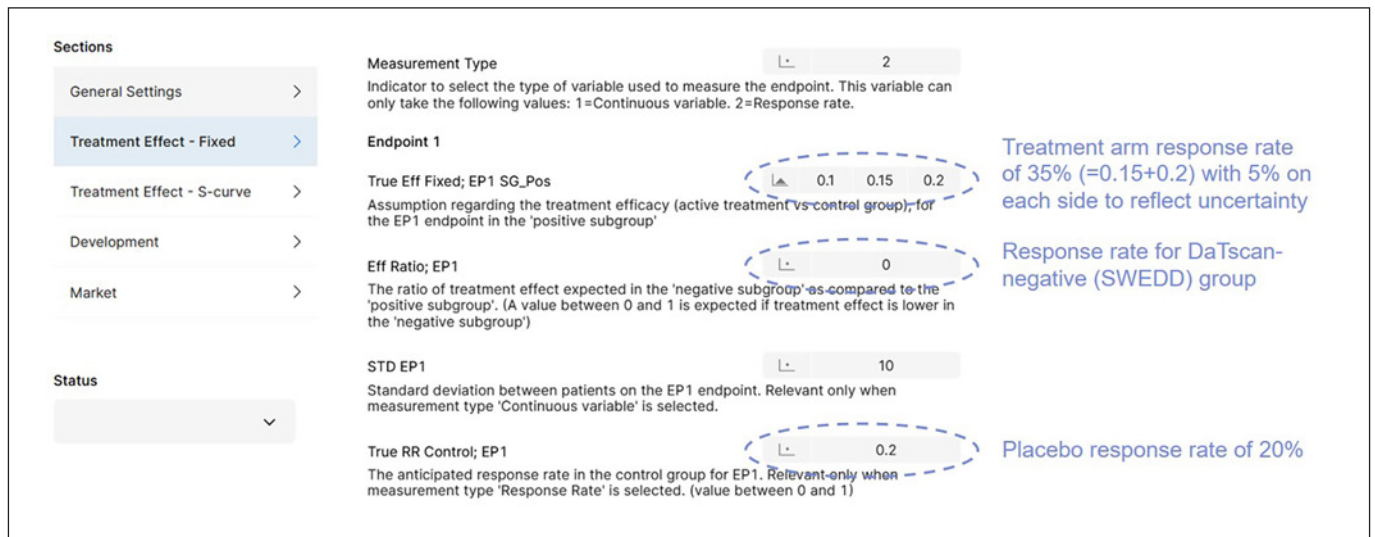 Sections
General Settings
Treatment Effect - Fixed
Treatment Effect - S-curve
Development
Market
Status
Measurement Type
2
Indicator to select the type of variable used to measure the endpoint. This variable can
only take the following values: 1=Continuous variable. 2=Response rate.
Endpoint 1
True Eff Fixed; EP1 SG_Pos
0.1 0.15 0.2
Assumption regarding the treatment efficacy (active treatment vs control group), for
the EP1 endpoint in the 'positive subgroup'
Eff Ratio; EP1
0
The ratio of treatment effect expected in the 'negative subgroup' as compared to the
'positive subgroup'. (A value between 0 and 1 is expected if treatment effect is lower in
the 'negative subgroup')
STD EP1
10
Standard deviation between patients on the EP1 endpoint. Relevant only when
measurement type 'Continuous variable' is selected.
True RR Control; EP1
0.2
The anticipated response rate in the control group for EP1. Relevant only when
measurement type 'Response Rate' is selected. (value between 0 and 1)
Treatment arm response rate
of 35% (=0.15+0.2) with 5% on
each side to reflect uncertainty
Response rate for DaTscan-
negative (SWEDD) group
Placebo response rate of 20%